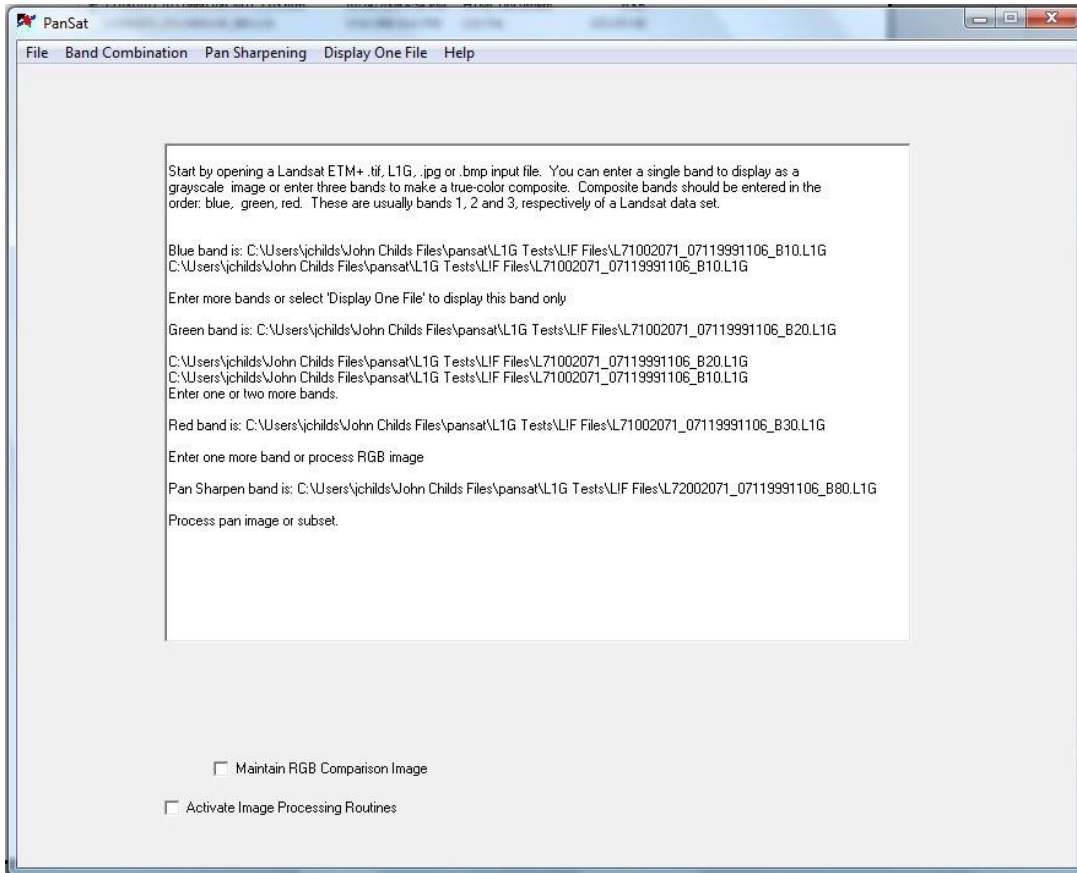 PanSat
File Band Combination Pan Sharpening Display One File Help
Start by opening a Landsat ETM+ .tif, L1G, .jpg or .bmp input file. You can enter a single band to display as a
grayscale image or enter three bands to make a true-color composite. Composite bands should be entered in the
order: blue, green, red. These are usually bands 1, 2 and 3, respectively of a Landsat data set.
Blue band is: C:\Users\jchilds\John Childs Files\pansat\L1G Tests\L!F Files\L71002071_07119991106_B10.L1G
C:\Users\jchilds\John Childs Files\pansat\L1G Tests\L!F Files\L71002071_07119991106_B10.L1G
Enter more bands or select 'Display One File' to display this band only
Green band is: C:\Users\jchilds\John Childs Files\pansat\L1G Tests\L!F Files\L71002071_07119991106_B20.L1G
C:\Users\jchilds\John Childs Files\pansat\L1G Tests\L!F Files\L71002071_07119991106_B20.L1G
C:\Users\jchilds\John Childs Files\pansat\L1G Tests\L!F Files\L71002071_07119991106_B10.L1G
Enter one or two more bands.
Red band is: C:\Users\jchilds\John Childs Files\pansat\L1G Tests\L!F Files\L71002071_07119991106_B30.L1G
Enter one more band or process RGB image
Pan Sharpen band is: C:\Users\jchilds\John Childs Files\pansat\L1G Tests\L!F Files\L72002071_07119991106_B80.L1G
Process pan image or subset.
Maintain RGB Comparison Image
Activate Image Processing Routines